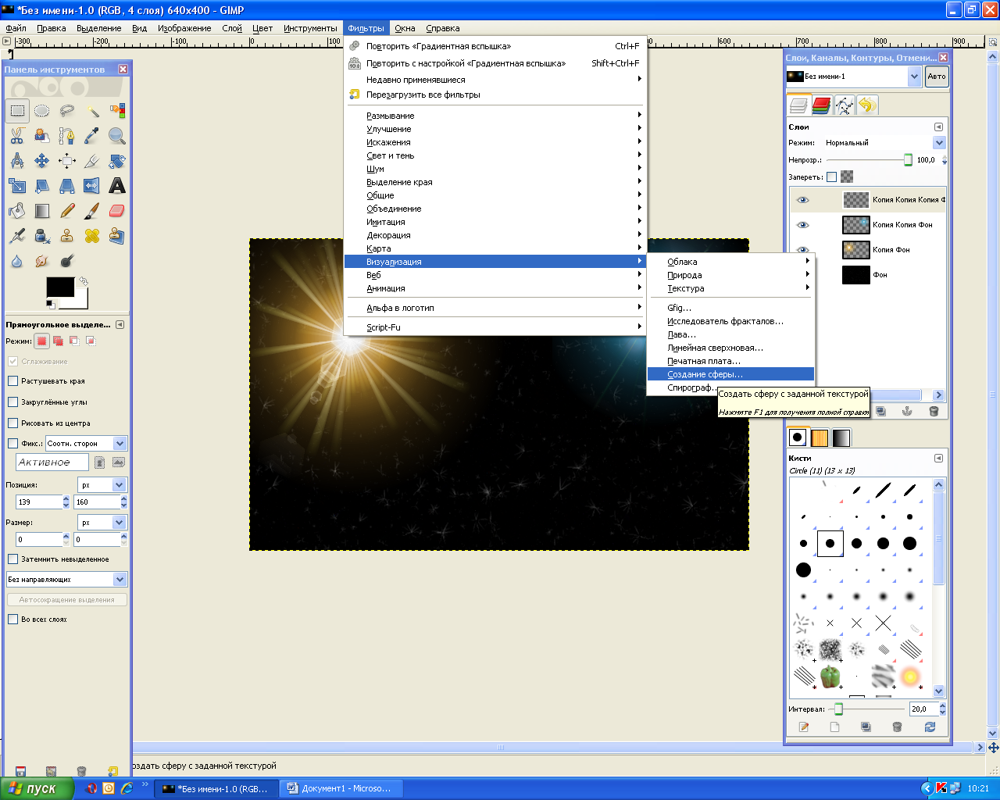 *Без имени-1.0 (RGB, 4 слоя) 640x400 - GIMP
Файл Правка Выделение Вид Изображение Слой Цвет Инструменты Фильтры Окна Справка
-300 -200 -100 0 100 600 700 800 900
Панель инструментов
Прямоугольное выделе...
Режим:
Сглаживание
Растушевать края
Закруглённые углы
Рисовать из центра
Фикс.: Соотн. сторон
Активное
Позиция: px
139 160
Размер: px
0 0
Затемнить невыделенное
Без направляющих
Автосокращение выделения
Во всех слоях
Повторить «Градиентная вспышка» Ctrl+F
Повторить с настройкой «Градиентная вспышка» Shift+Ctrl+F
Недавно применявшиеся
Перезагрузить все фильтры
Размывание
Улучшение
Искажения
Свет и тень
Шум
Выделение края
Общие
Объединение
Имитация
Декорация
Карта
Визуализация
Веб
Анимация
Альфа в логотип
Script-Fu
Облака
Природа
Текстура
Gfig...
Исследователь фракталов...
Лава...
Линейная сверхновая...
Печатная плата...
Создание сферы...
Спирограф...
Создать сферу с заданной текстурой
Нажмите F1 для получения полной справки
Слои, Каналы, Контуры, Отмени...
Без имени-1 Авто
Слои
Режим: Нормальный
Непрозр.: 100,0
Запереть:
Копия Копия Копия Ф
Копия Копия Фон
Копия Фон
Фон
Кисти
Circle (11) (13 x 13)
Интервал: 20,0
оздать сферу с заданной текстурой
пуск
*Без имени-1.0 (RGB...
Документ1 - Microso...
10:21